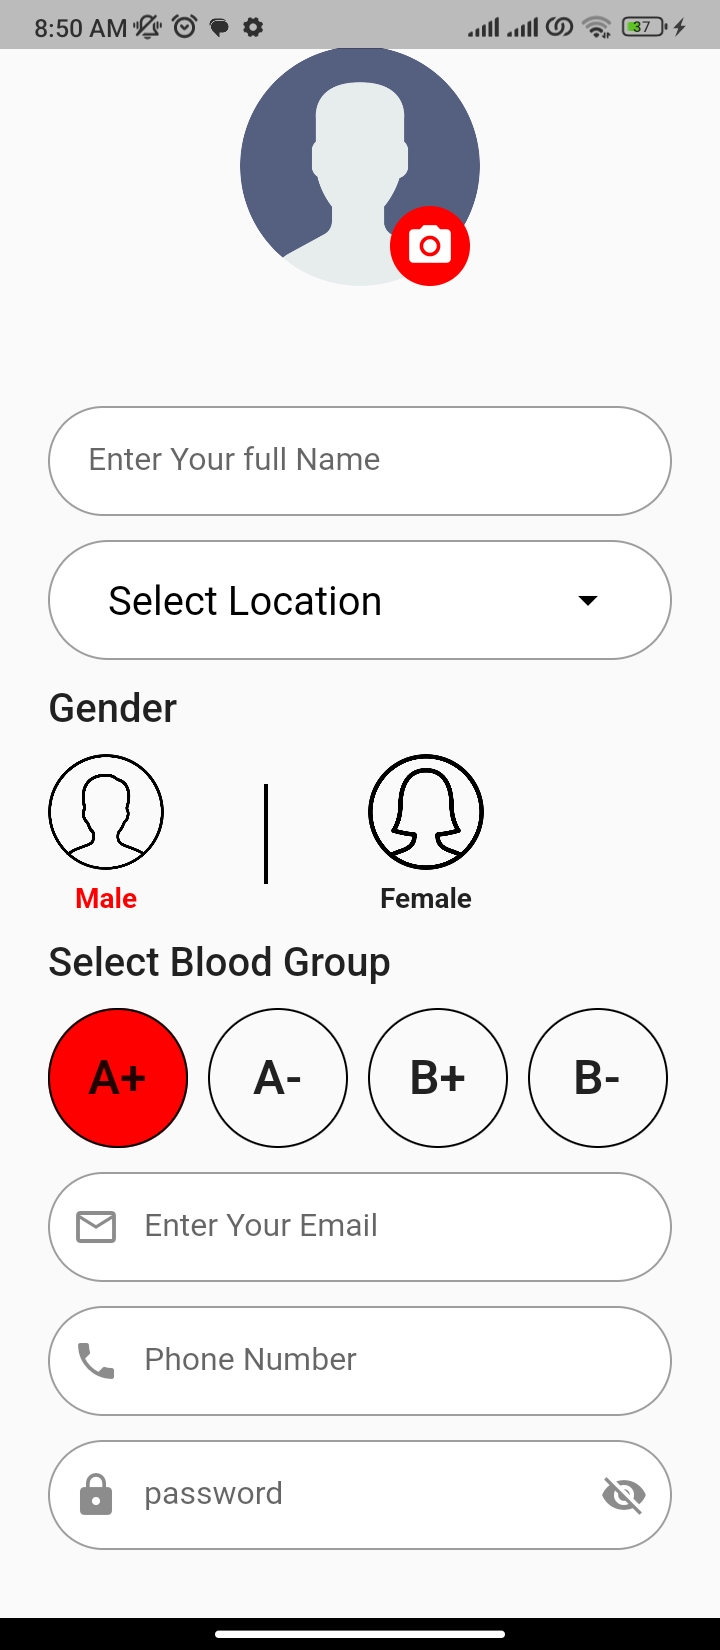 8:50 AM
37
Enter Your full Name
Select Location
Gender
Male
Female
Select Blood Group
A+ A- B+ B-
Enter Your Email
Phone Number
password